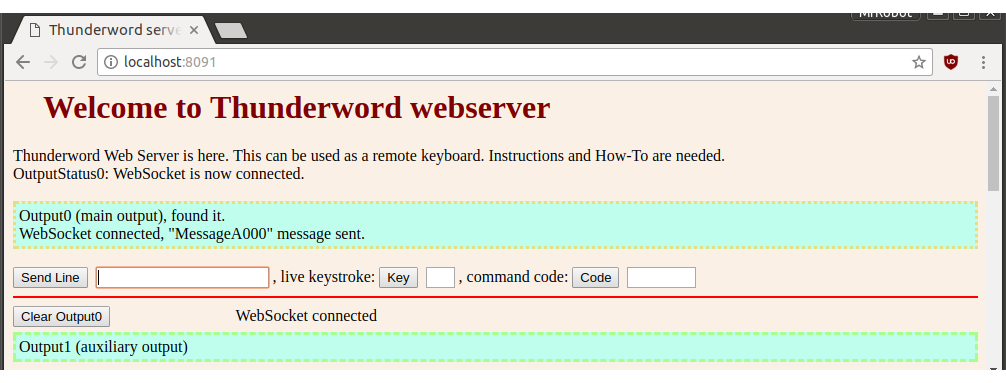 MrRobot
Thunderword serve
localhost:8091
Welcome to Thunderword webserver
Thunderword Web Server is here. This can be used as a remote keyboard. Instructions and How-To are needed.
OutputStatus0: WebSocket is now connected.
Output0 (main output), found it.
WebSocket connected, "MessageA000" message sent.
Send Line , live keystroke: Key , command code: Code
Clear Output0 WebSocket connected
Output1 (auxiliary output)